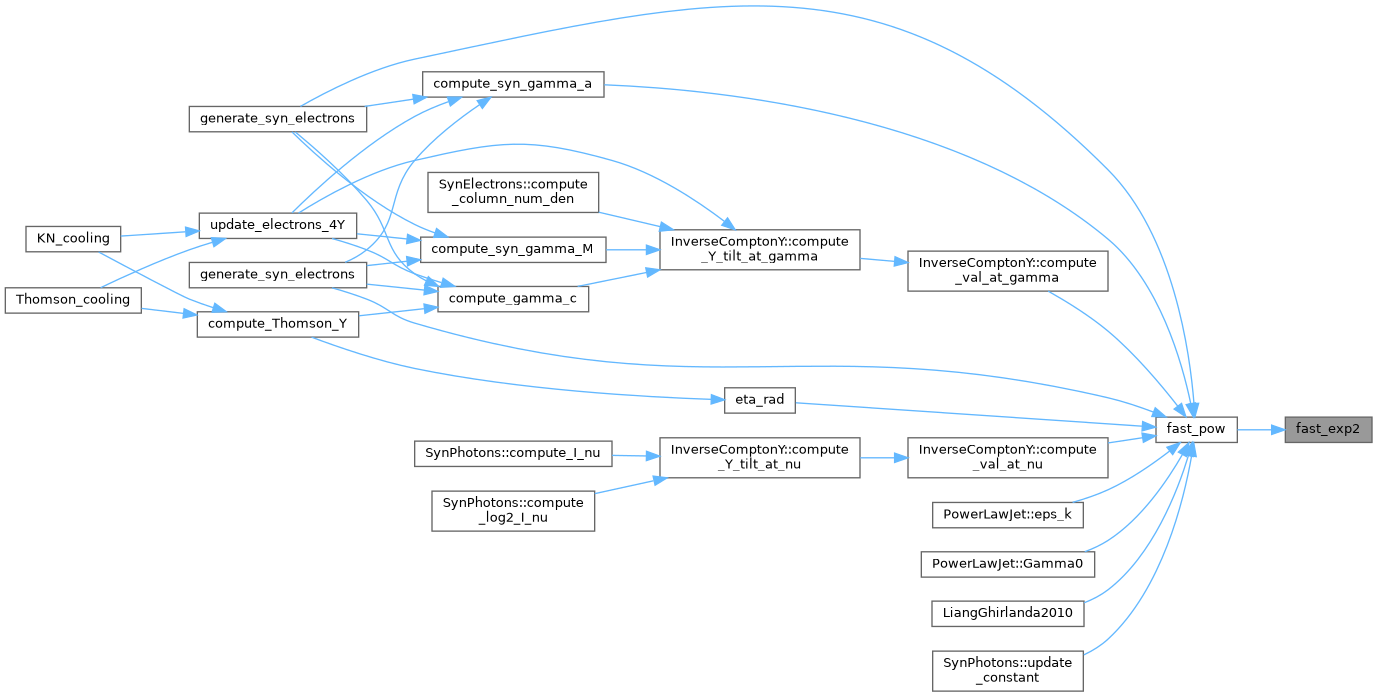 compute_syn_gamma_a
generate_syn_electrons
SynElectrons::compute
_column_num_den
update_electrons_4Y
KN_cooling
compute_syn_gamma_M
InverseComptonY::compute
_Y_tilt_at_gamma
InverseComptonY::compute
_val_at_gamma
generate_syn_electrons
Thomson_cooling
compute_gamma_c
compute_Thomson_Y
eta_rad
fast_pow
fast_exp2
SynPhotons::compute_I_nu
InverseComptonY::compute
_Y_tilt_at_nu
InverseComptonY::compute
_val_at_nu
SynPhotons::compute
_log2_I_nu
PowerLawJet::eps_k
PowerLawJet::Gamma0
LiangGhirlanda2010
SynPhotons::update
_constant